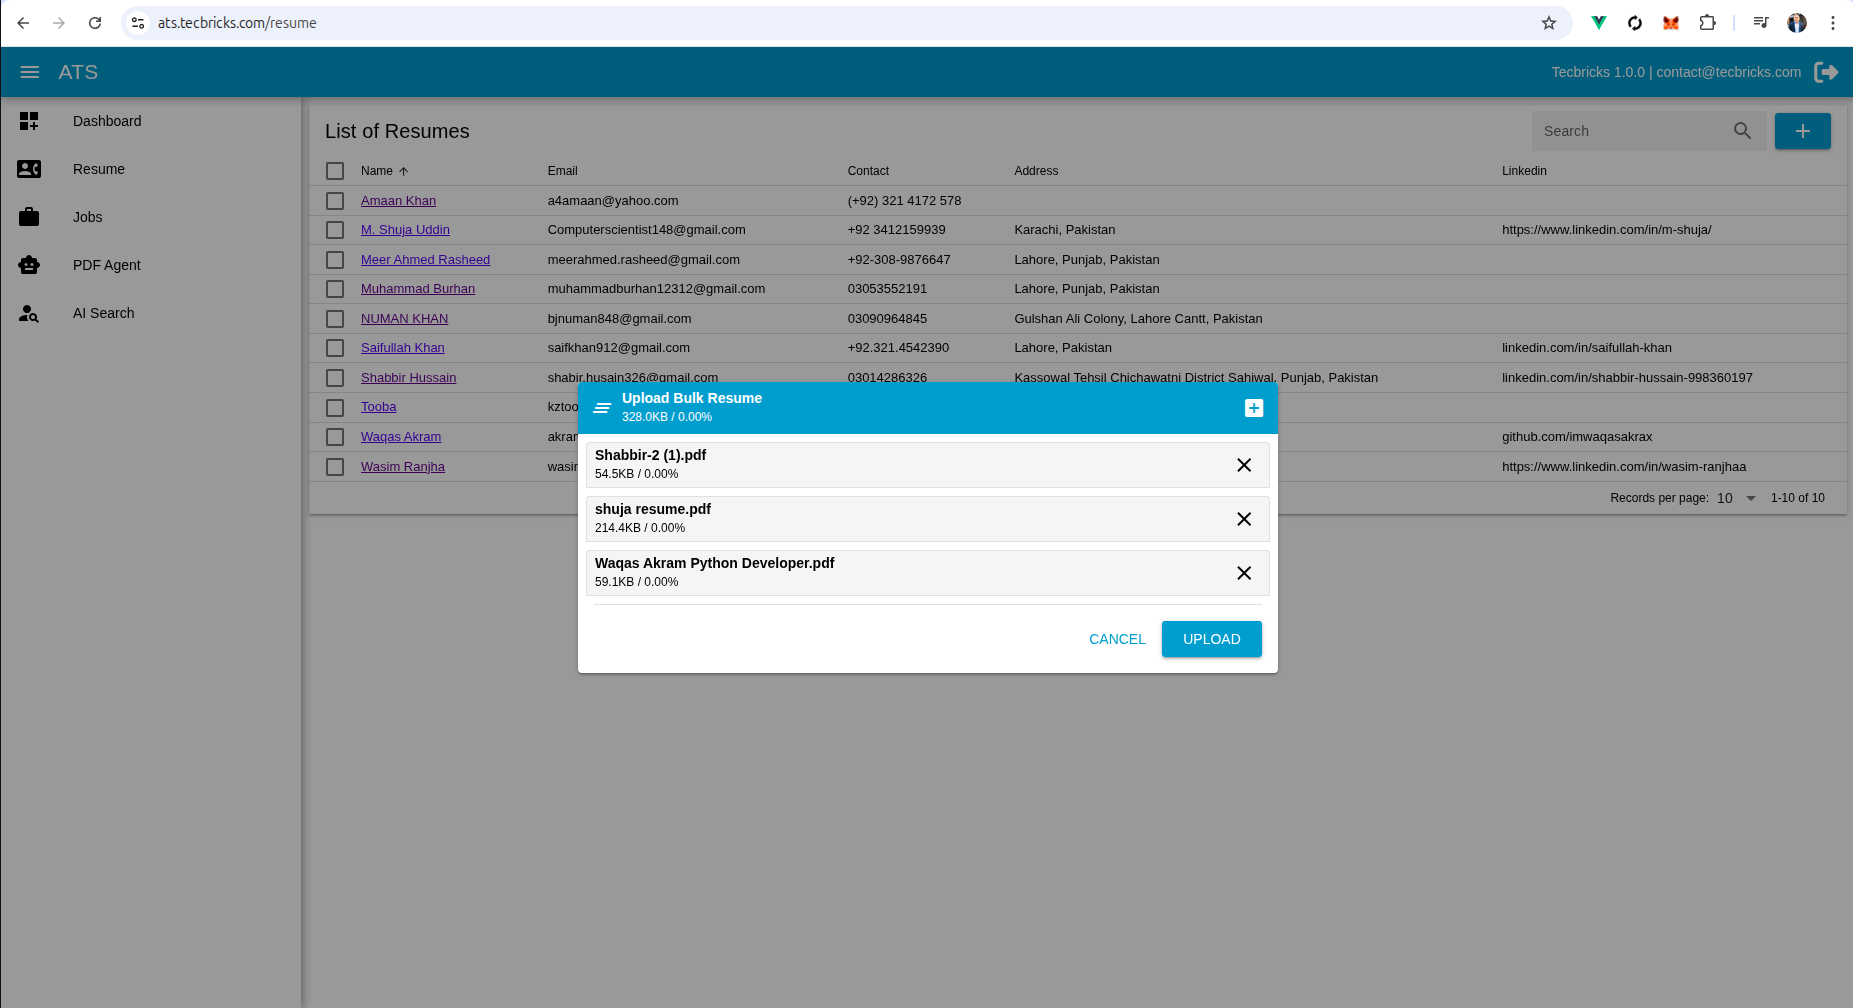 ats.tecbricks.com/resume
ATS
Tecbricks 1.0.0 | contact@tecbricks.com
Dashboard
Resume
Jobs
PDF Agent
AI Search
List of Resumes
Search
Name Email Contact Address Linkedin
Amaan Khan a4amaan@yahoo.com (+92) 321 4172 578
M. Shuja Uddin Computerscientist148@gmail.com +92 3412159939 Karachi, Pakistan https://www.linkedin.com/in/m-shuja/
Meer Ahmed Rasheed meerahmed.rasheed@gmail.com +92-308-9876647 Lahore, Punjab, Pakistan
Muhammad Burhan muhammadburhan12312@gmail.com 03053552191 Lahore, Punjab, Pakistan
NUMAN KHAN bjnuman848@gmail.com 03090964845 Gulshan Ali Colony, Lahore Cantt, Pakistan
Saifullah Khan saifkhan912@gmail.com +92.321.4542390 Lahore, Pakistan linkedin.com/in/saifullah-khan
Shabbir Hussain shabir.husain326@gmail.com 03014286326 Kassowal Tehsil Chichawatni District Sahiwal, Punjab, Pakistan linkedin.com/in/shabbir-hussain-998360197
Tooba
Waqas Akram github.com/imwaqasakrax
Wasim Ranjha https://www.linkedin.com/in/wasim-ranjhaa
Records per page: 10 1-10 of 10
Upload Bulk Resume
328.0KB / 0.00%
Shabbir-2 (1).pdf
54.5KB / 0.00%
shuja resume.pdf
214.4KB / 0.00%
Waqas Akram Python Developer.pdf
59.1KB / 0.00%
CANCEL UPLOAD